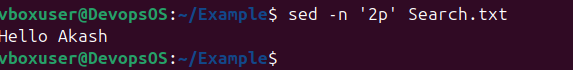 vboxuser@DevopsOS:~/Example$ sed -n '2p' Search.txt
Hello Akash
vboxuser@DevopsOS:~/Example$